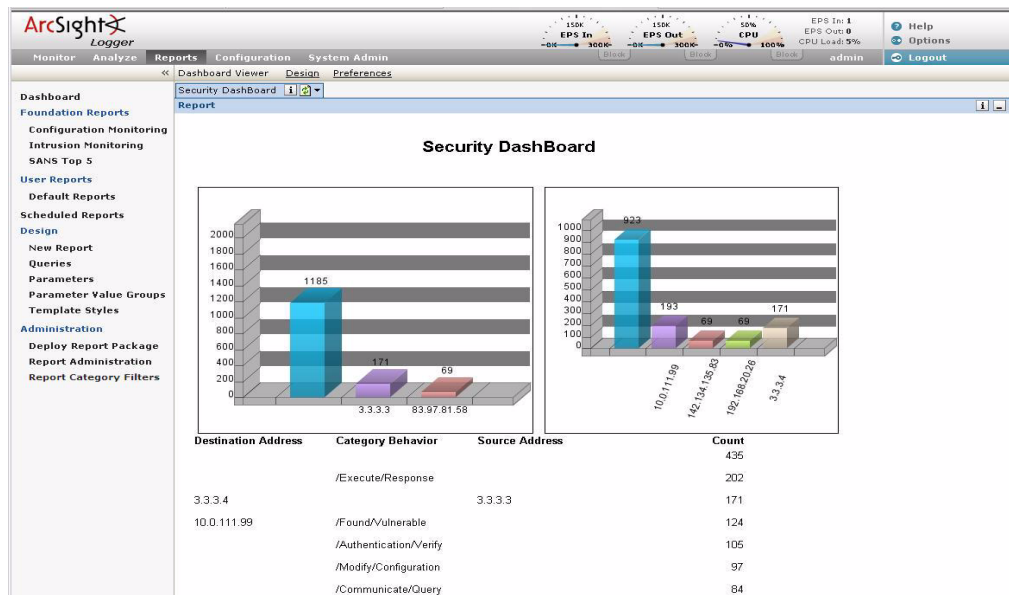 ArcSight
Logger
150K
EPS In
0K 300K
150K
EPS Out
0K 300K
50%
CPU
0% 100%
EPS In: 1
EPS Out: 0
CPU Load: 5%
Help
Options
Logout
Monitor Analyze Reports Configuration System Admin
Block Block Block
admin
« Dashboard Viewer Design Preferences
Security DashBoard
Report
Dashboard
Foundation Reports
Configuration Monitoring
Intrusion Monitoring
SANS Top 5
User Reports
Default Reports
Scheduled Reports
Design
New Report
Queries
Parameters
Parameter Value Groups
Template Styles
Administration
Deploy Report Package
Report Administration
Report Category Filters
Security DashBoard
2000
1800
1600
1400
1200
1000
800
600
400
200
0
1185
171
69
3.3.3.3 83.97.81.58
1000
900
800
700
600
500
400
300
200
100
0
923
193
69
69
171
10.0.111.99
142.134.135.83
192.168.20.26
3.3.3.4
Destination Address Category Behavior Source Address Count
435
/Execute/Response 202
3.3.3.4 3.3.3.3 171
10.0.111.99 /Found/Vulnerable 124
/Authentication/Verify 105
/Modify/Configuration 97
/Communicate/Query 84